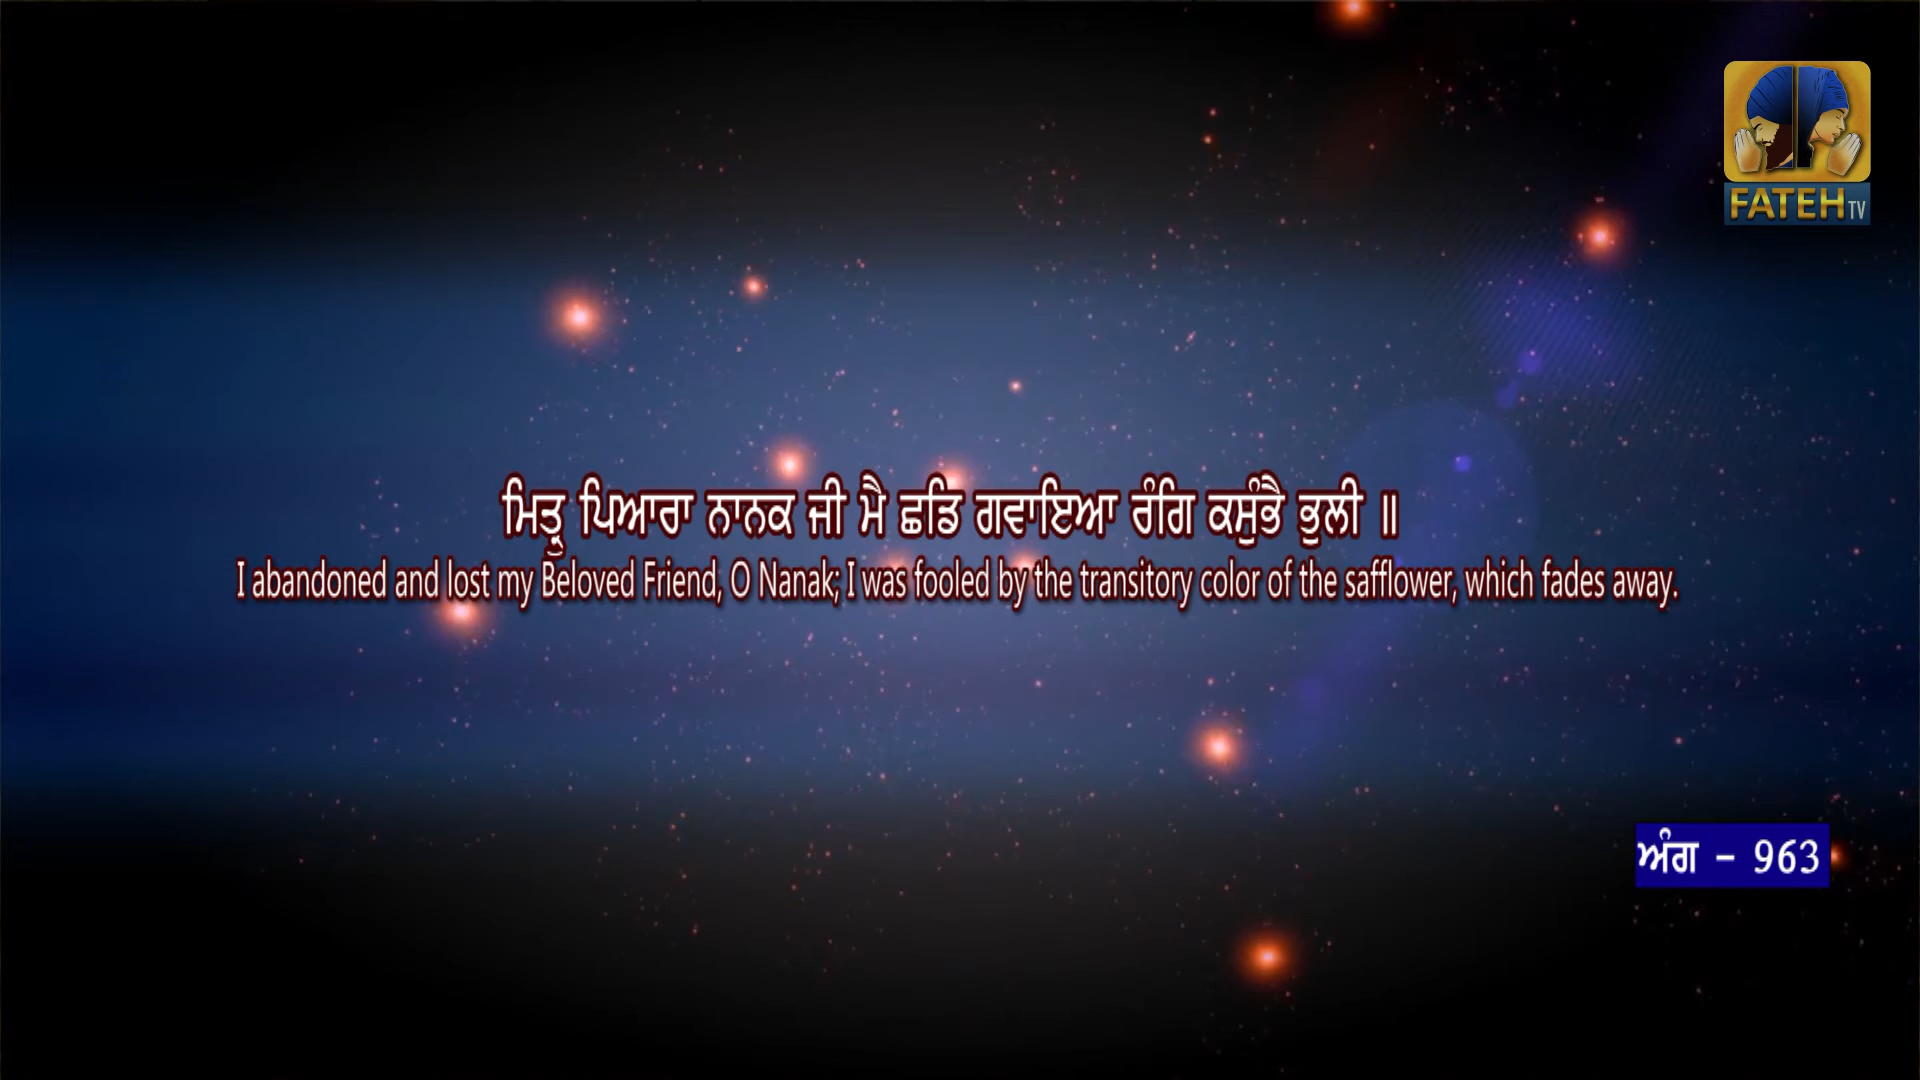 FATEH TV
ਮਿਤ੍ਰੁ ਪਿਆਰਾ ਨਾਨਕ ਜੀ ਮੈ ਛਡਿ ਗਵਾਇਆ ਰੰਗਿ ਕਸੁੰਭੈ ਭੁਲੀ ॥
I abandoned and lost my Beloved Friend, O Nanak; I was fooled by the transitory color of the safflower, which fades away.
ਅੰਗ - 963